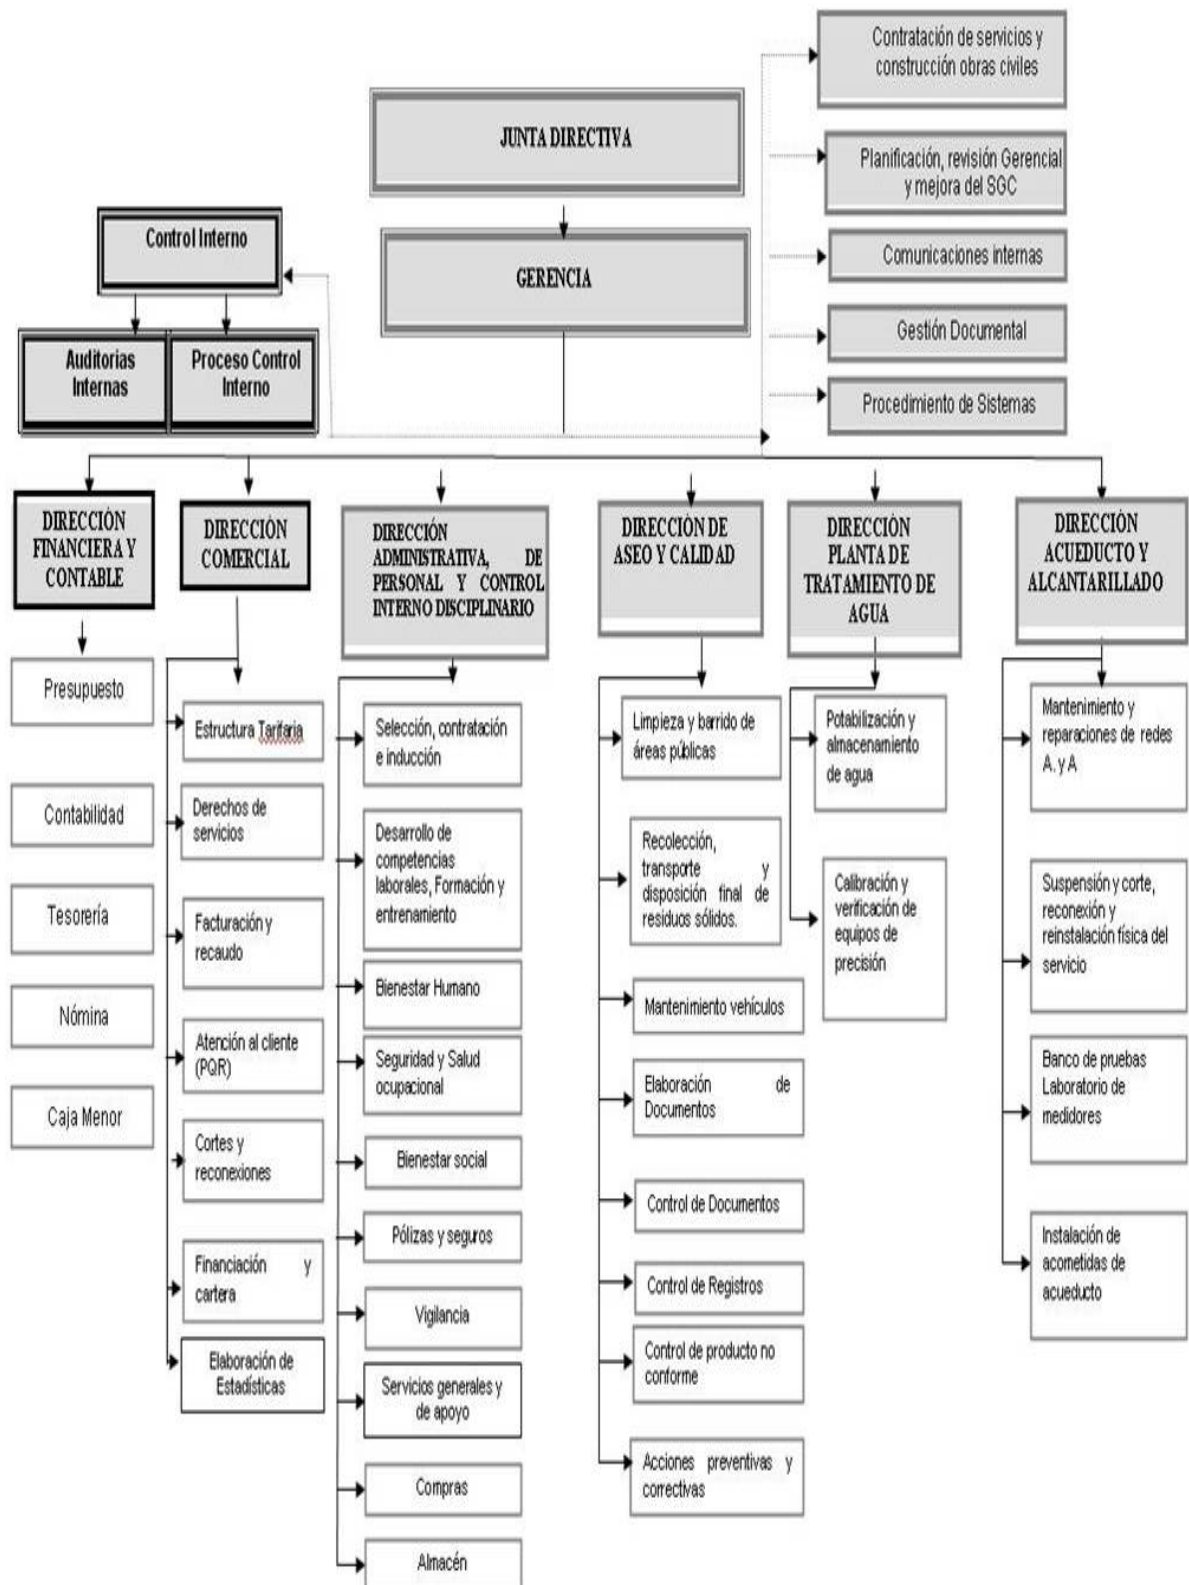 Contratación de servicios y
construcción obras civiles
JUNTA DIRECTIVA
Planificación, revisión Gerencial
y mejora del SGC
Control Interno
GERENCIA
Comunicaciones internas
Auditorias
Internas
Proceso Control
Interno
Gestión Documental
Procedimiento de Sistemas
DIRECCIÓN
FINANCIERA Y
CONTABLE
Presupuesto
Contabilidad
Tesorería
Nómina
Caja Menor
DIRECCIÓN
COMERCIAL
Estructura Tarifaria
Derechos de
servicios
Facturación y
recaudo
Atención al cliente
(PQR)
Cortes y
reconexiones
Financiación y
cartera
Elaboración de
Estadísticas
DIRECCIÓN
ADMINISTRATIVA, DE
PERSONAL Y CONTROL
INTERNO DISCIPLINARIO
Selección, contratación
e inducción
Desarrollo de
competencias
laborales, Formación y
entrenamiento
Bienestar Humano
Seguridad y Salud
ocupacional
Bienestar social
Pólizas y seguros
Vigilancia
Servicios generales y
de apoyo
Compras
Almacén
DIRECCIÓN DE
ASEO Y CALIDAD
Limpieza y barrido de
áreas públicas
Recolección,
transporte y
disposición final de
residuos sólidos.
Mantenimiento vehículos
Elaboración de
Documentos
Control de Documentos
Control de Registros
Control de producto no
conforme
Acciones preventivas y
correctivas
DIRECCIÓN
PLANTA DE
TRATAMIENTO DE
AGUA
Potabilización y
almacenamiento
de agua
Calibración y
verificación de
equipos de
precisión
DIRECCIÓN
ACUEDUCTO Y
ALCANTARILLADO
Mantenimiento y
reparaciones de redes
A. y A
Suspensión y corte,
reconexión y
reinstalación física del
servicio
Banco de pruebas
Laboratorio de
medidores
Instalación de
acometidas de
acueducto